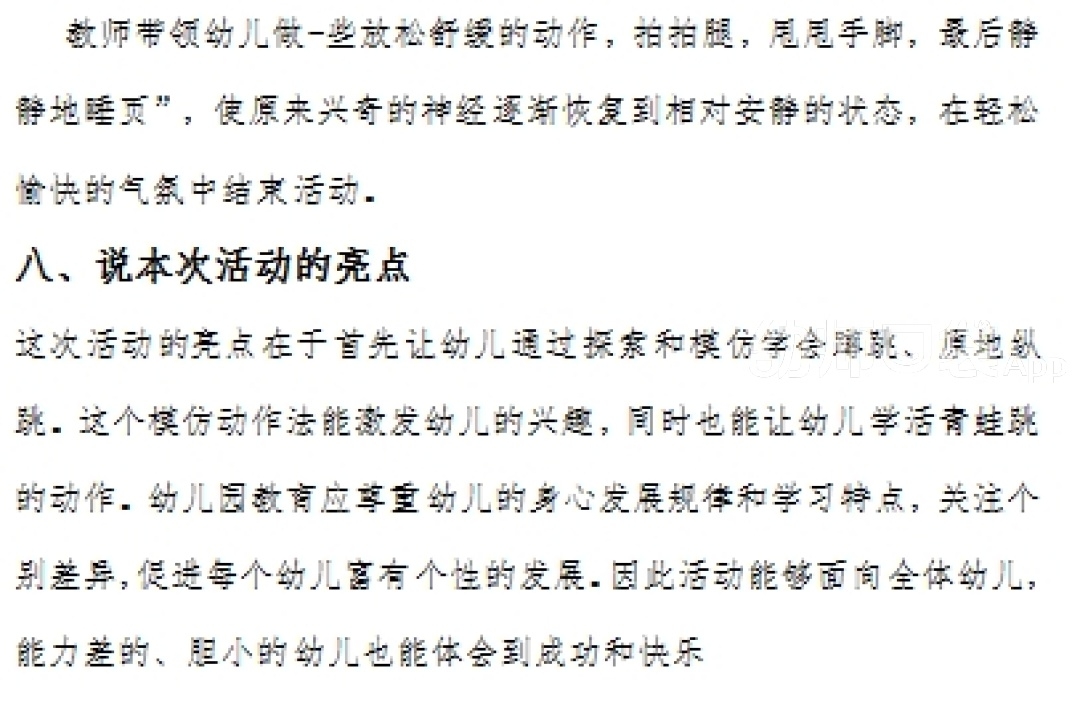 教师带领幼儿做-些放松舒缓的动作，拍拍腿，甩甩手脚，最后静
静地睡页”，使原来兴奇的神经逐渐恢复到相对安静的状态，在轻松
愉快的气氛中结束活动。
八、说本次活动的亮点
这次活动的亮点在于首先让幼儿通过探索和模仿学会蹲跳、原地纵
跳。这个模仿动作法能激发幼儿的兴趣，同时也能让幼儿学活青蛙跳
的动作。幼儿园教育应尊重幼儿的身心发展规律和学习特点，关注个
别差异,促进每个幼儿富有个性的发展。因此活动能够面向全体幼儿，
能力差的、胆小的幼儿也能体会到成功和快乐